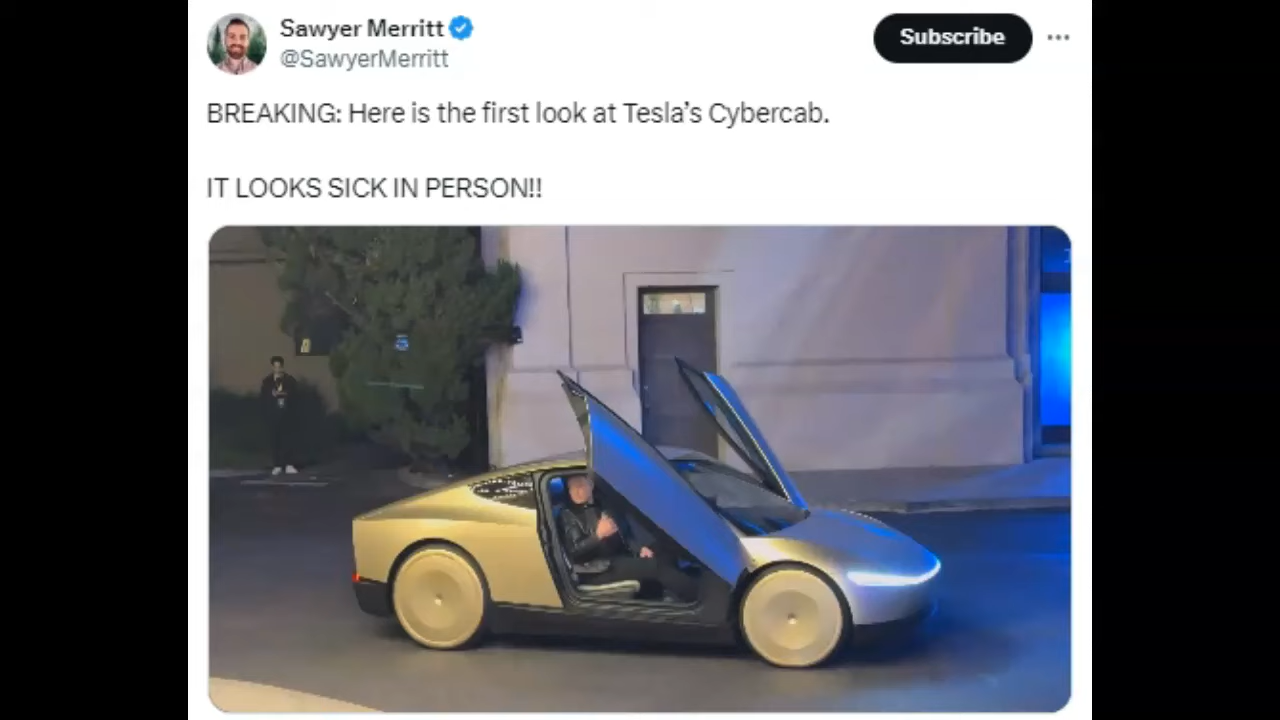 Sawyer Merritt
@SawyerMerritt
Subscribe
BREAKING: Here is the first look at Tesla’s Cybercab.
IT LOOKS SICK IN PERSON!!